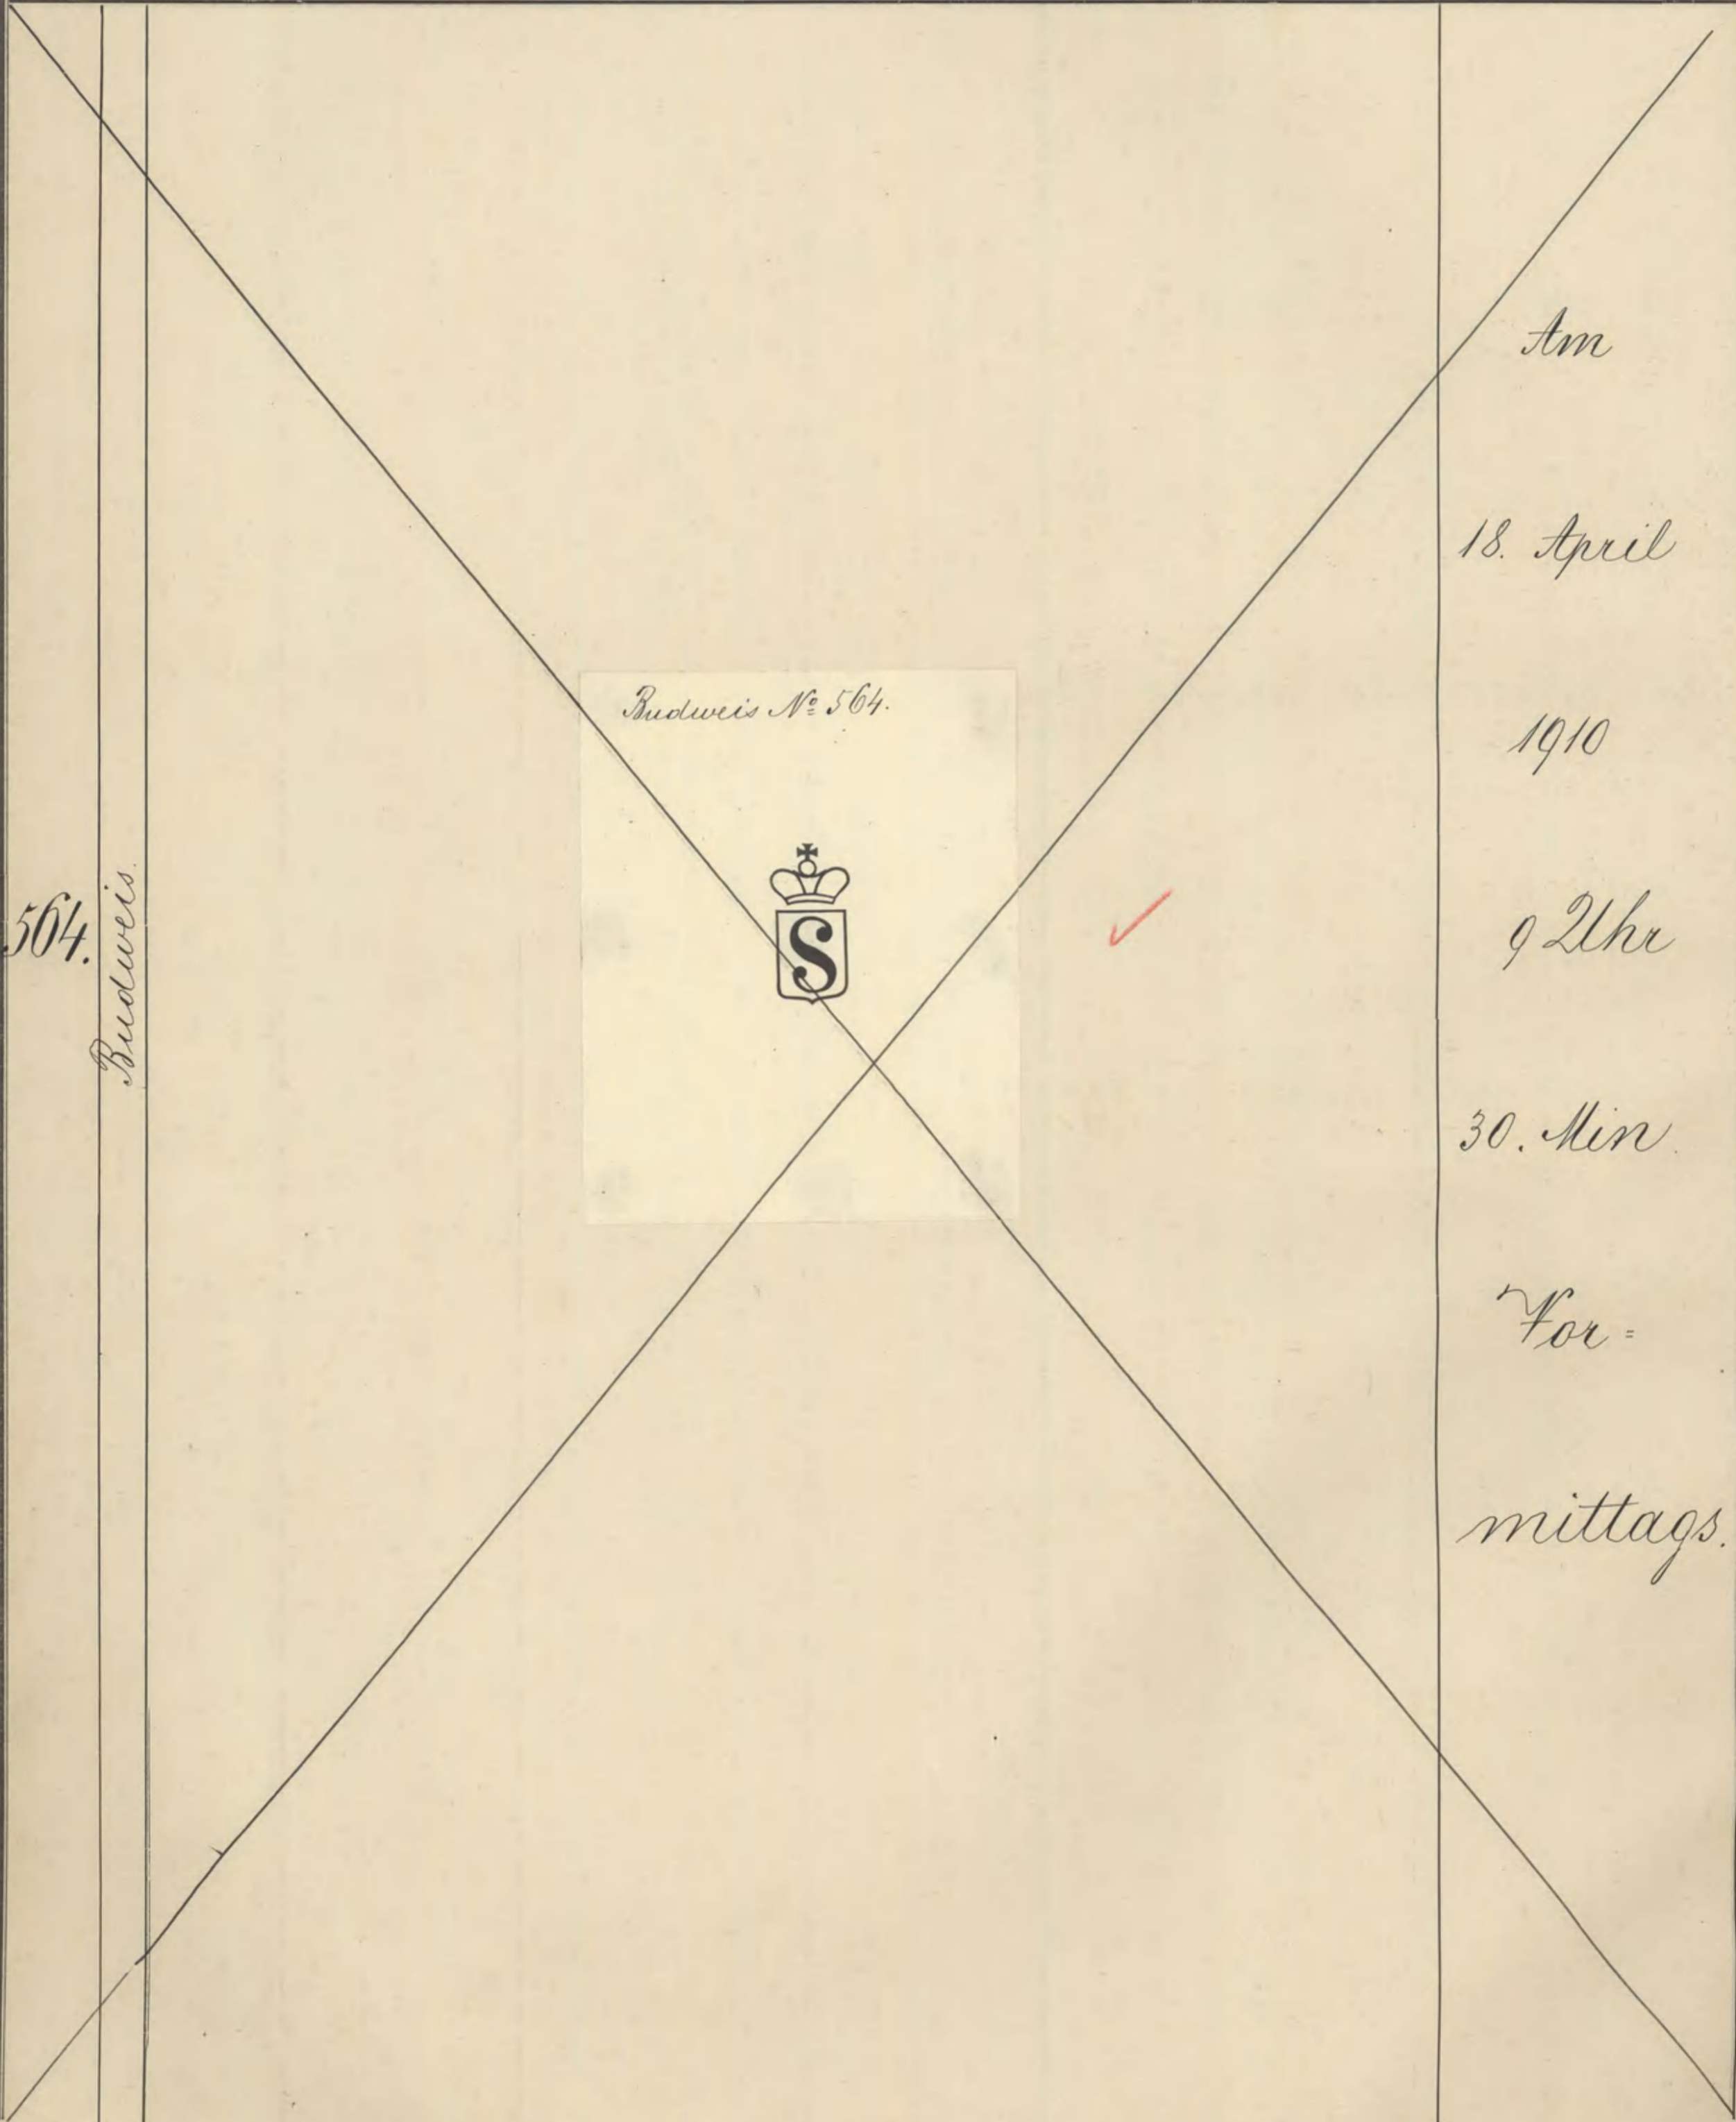 564.
Budweis.
Budweis Nº 564.
S
Am
18. April
1910
9 Uhr
30. Min.
Vor=
mittags.